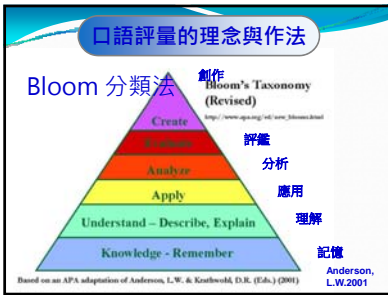 口語評量的理念與作法
Bloom 分類法
創作
Bloom's Taxonomy
(Revised)
Create
Evaluate
評鑑
Analyze
分析
Apply
應用
Understand – Describe, Explain
理解
Knowledge - Remember
記憶
Based on an APA adaptation of Anderson, L.W. & Krathwohl, D.R. (Eds.) (2001)
Anderson,
L.W.2001